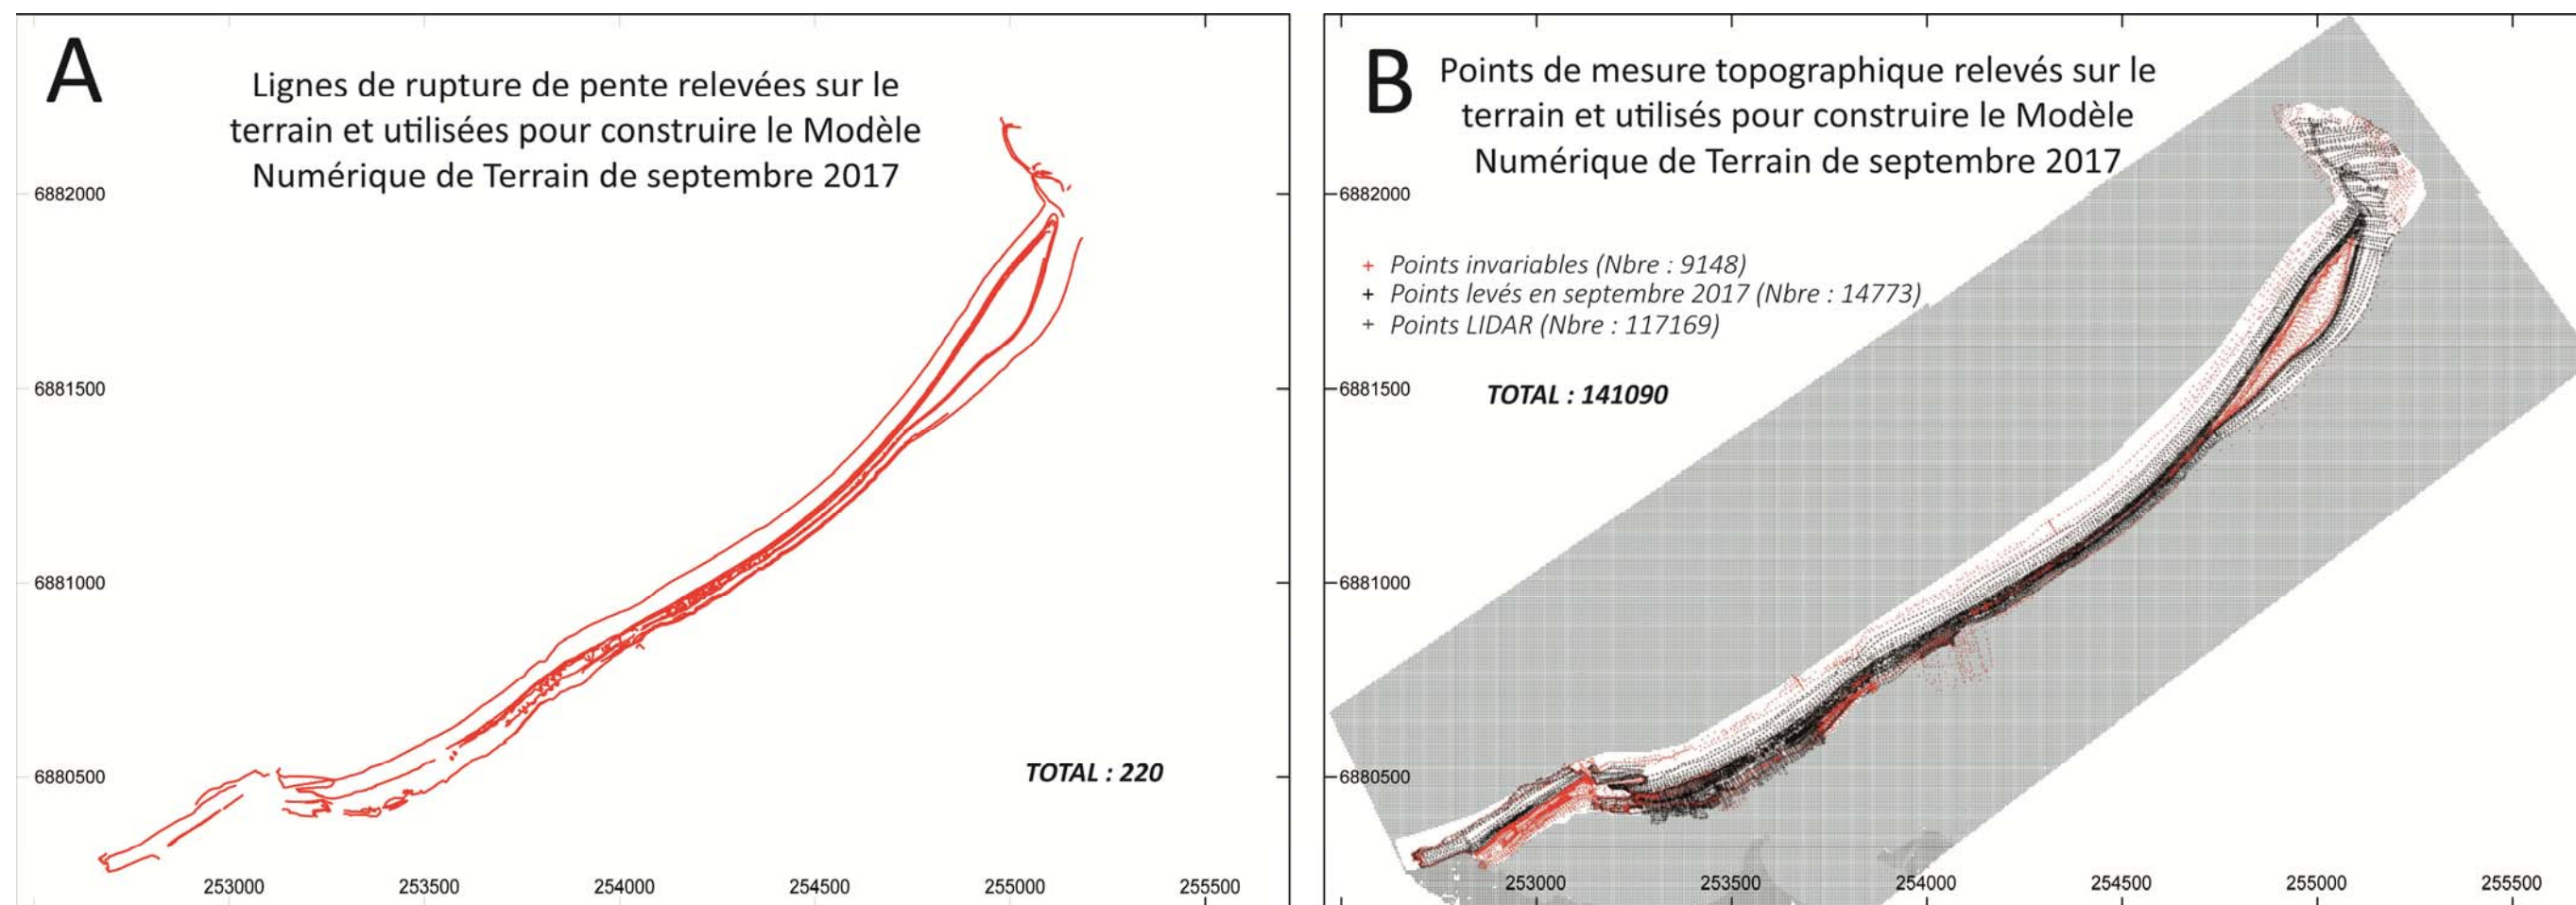 A
Lignes de rupture de pente relevées sur le
terrain et utilisées pour construire le Modèle
Numérique de Terrain de septembre 2017
6882000
6881500
6881000
6880500
TOTAL : 220
253000
253500
254000
254500
255000
255500
B
Points de mesure topographique relevés sur le
terrain et utilisés pour construire le Modèle
Numérique de Terrain de septembre 2017
6882000
+ Points invariables (Nbre : 9148)
+ Points levés en septembre 2017 (Nbre : 14773)
+ Points LIDAR (Nbre : 117169)
6881500
TOTAL : 141090
6881000
6880500
253000
253500
254000
254500
255000
255500